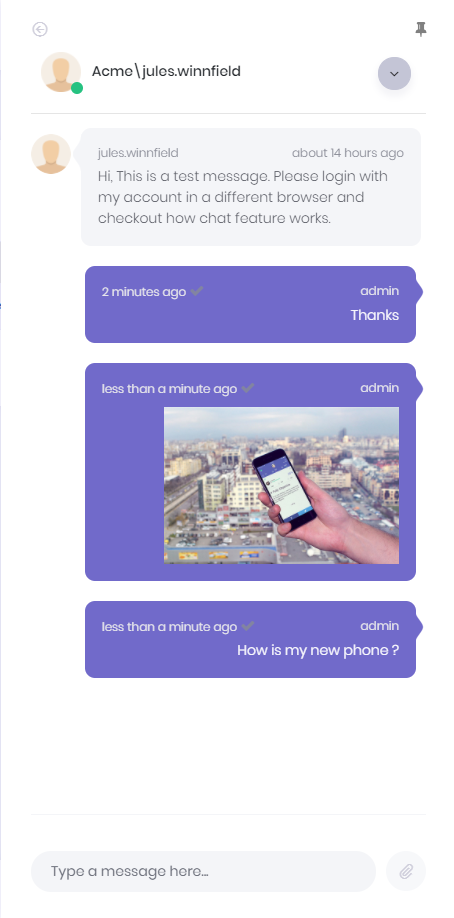 Acme\jules.winnfield
jules.winnfield about 14 hours ago
Hi, This is a test message. Please login with
my account in a different browser and
checkout how chat feature works.
2 minutes ago admin
Thanks
less than a minute ago admin
less than a minute ago admin
How is my new phone ?
Type a message here...